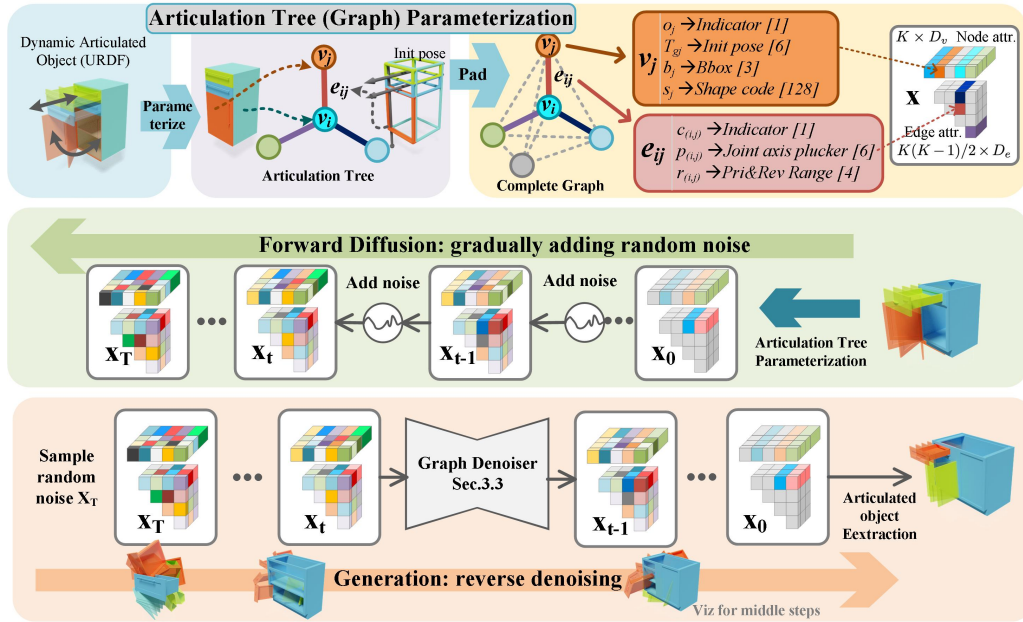 Articulation Tree (Graph) Parameterization
Dynamic Articulated
Object (URDF)
Parame
terize
v_j
e_ij
v_i
Init pose
Articulation Tree
Pad
v_j
e_ij
v_i
Complete Graph
v_j
o_j →Indicator [1]
T_gj →Init pose [6]
b_j →Bbox [3]
s_j →Shape code [128]
e_ij
c_(i,j) →Indicator [1]
p_(i,j) →Joint axis plucker [6]
r_(i,j) →Pri&Rev Range [4]
K × D_v Node attr.
x
Edge attr.
K(K − 1)/2 × D_e
Forward Diffusion: gradually adding random noise
x_T
x_t
Add noise
x_t-1
Add noise
x_0
Articulation Tree
Parameterization
Sample
random
noise X_T
x_T
x_t
Graph Denoiser
Sec.3.3
x_t-1
x_0
Articulated
object
Eextraction
Generation: reverse denoising
Viz for middle steps